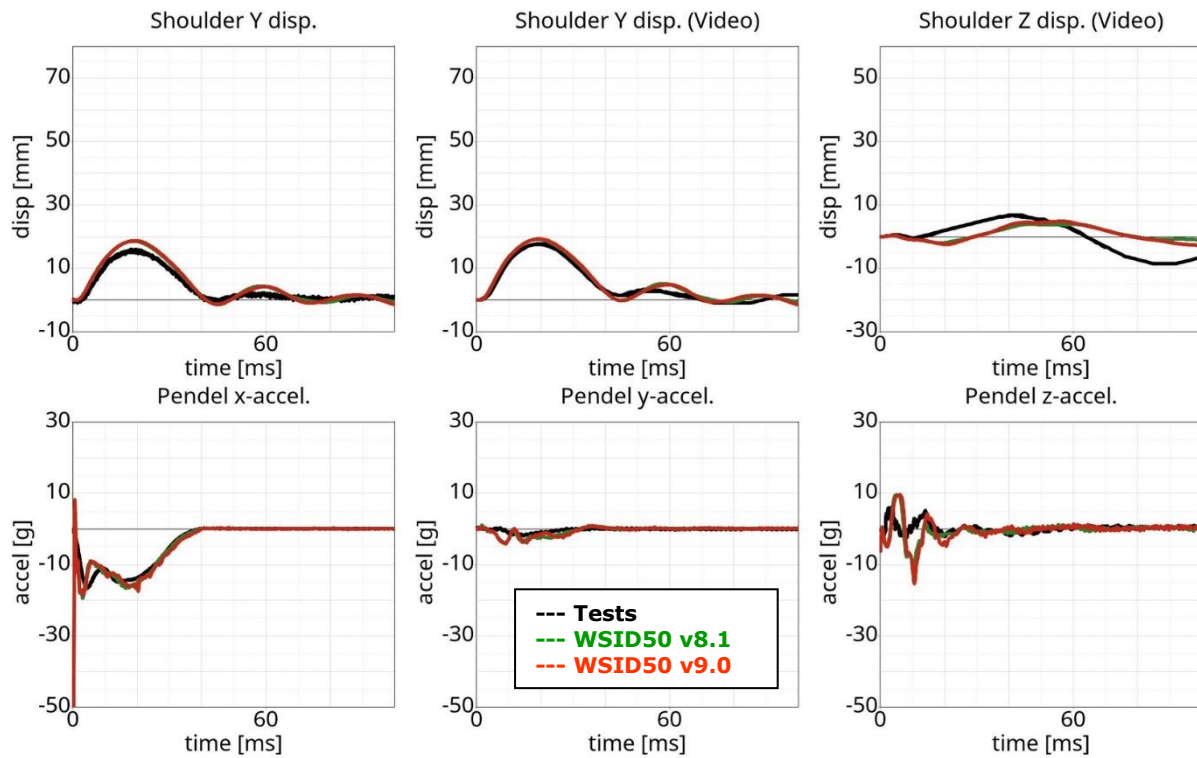 Shoulder Y disp.
70
50
30
10
-10
disp [mm]
0
60
time [ms]
Shoulder Y disp. (Video)
70
50
30
10
-10
disp [mm]
0
60
time [ms]
Shoulder Z disp. (Video)
50
30
10
-10
-30
disp [mm]
0
60
time [ms]
Pendel x-accel.
30
10
-10
-30
-50
accel [g]
0
60
time [ms]
Pendel y-accel.
30
10
-10
-30
-50
accel [g]
0
60
time [ms]
--- Tests
--- WSID50 v8.1
--- WSID50 v9.0
Pendel z-accel.
30
10
-10
-30
-50
accel [g]
0
60
time [ms]